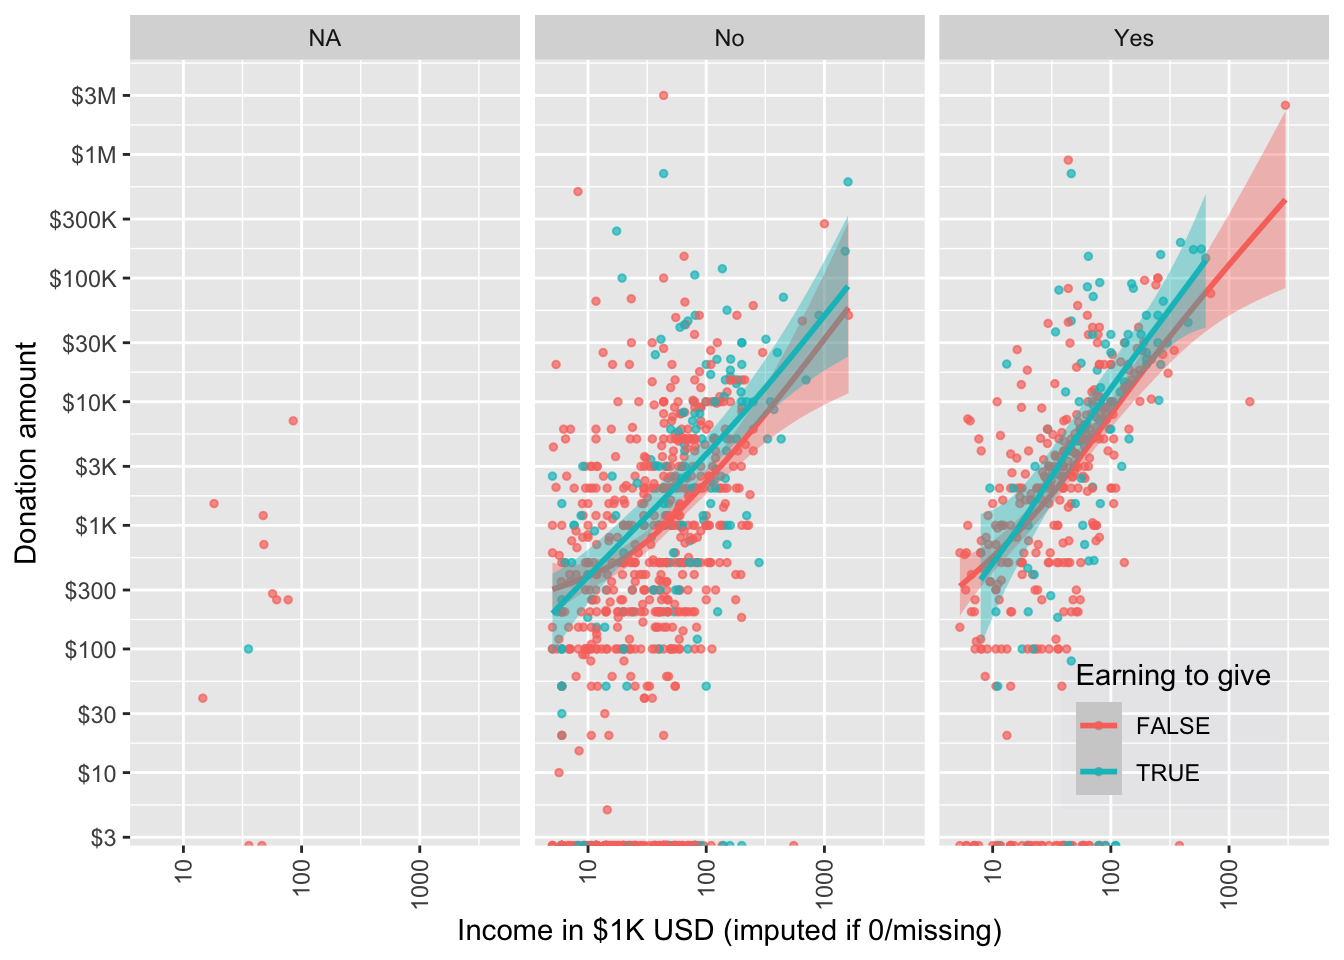 NA No Yes
$3M
$1M
$300K
$100K
$30K
$10K
$3K
$1K
$300
$100
$30
$10
$3
Donation amount
Earning to give
FALSE
TRUE
10 100 1000 10 100 1000 10 100 1000
Income in $1K USD (imputed if 0/missing)